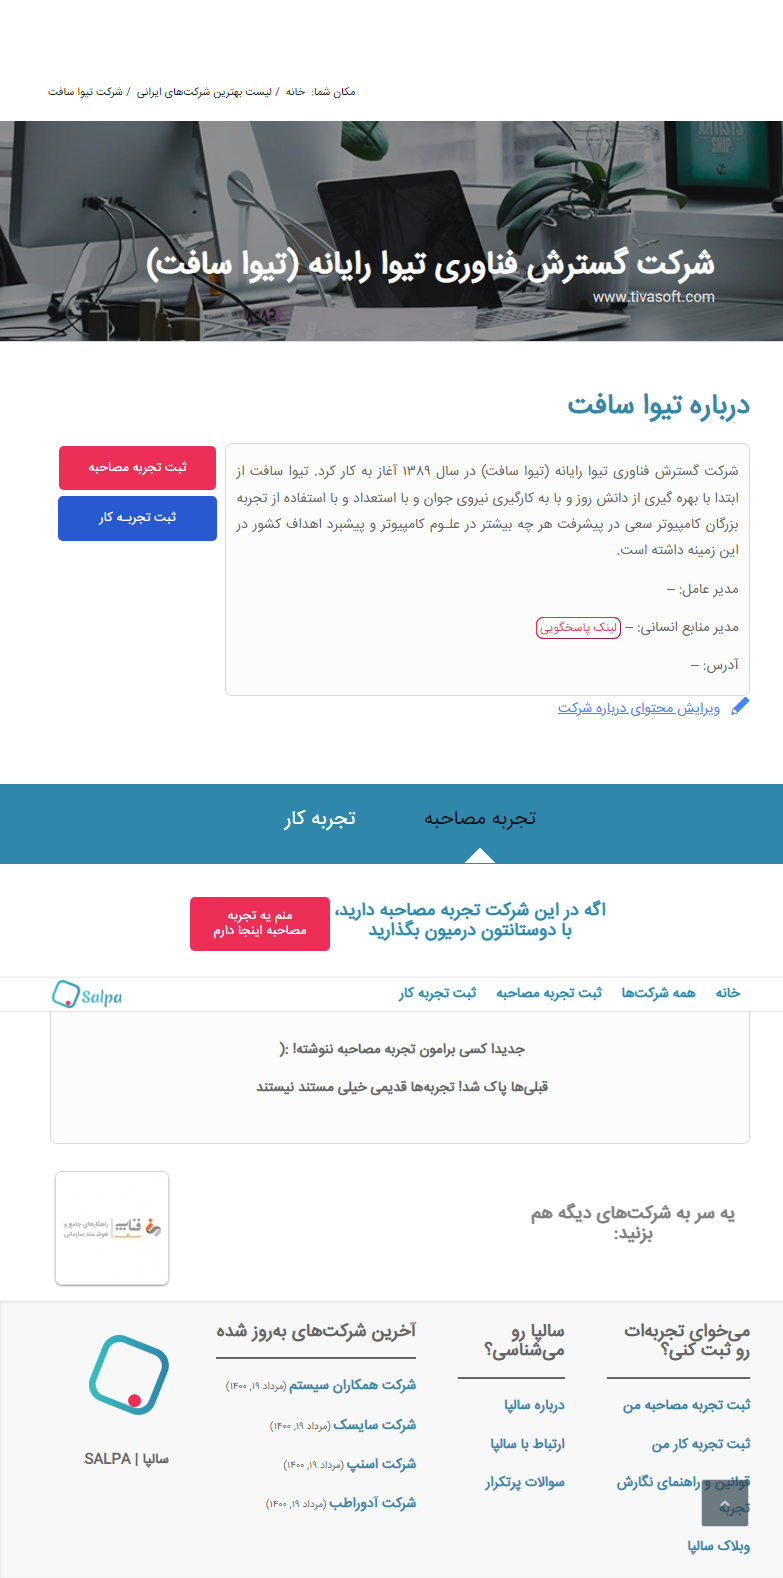 مکان شما: خانه / لیست بهترین شرکت‌های ایرانی / شرکت تیوا سافت
ARTISTS
SHIP
شرکت گسترش فناوری تیوا رایانه (تیوا سافت)
www.tivasoft.com
درباره تیوا سافت
شرکت گسترش فناوری تیوا رایانه (تیوا سافت) در سال ۱۳۸۹ آغاز به کار کرد. تیوا سافت از
ابتدا با بهره گیری از دانش روز و با به کارگیری نیروی جوان و با استعداد و با استفاده از تجربه
بزرگان کامپیوتر سعی در پیشرفت هر چه بیشتر در علـوم کامپیوتر و پیشبرد اهداف کشور در
این زمینه داشته است.
مدیر عامل: –
مدیر منابع انسانی: – لینک پاسخگویی
آدرس: –
ویرایش محتوای درباره شرکت
ثبت تجربه مصاحبه
ثبت تجربـه کار
تجربه مصاحبه
تجربه کار
اگه در این شرکت تجربه مصاحبه دارید،
با دوستانتون درمیون بگذارید
منم یه تجربه
مصاحبه اینجا دارم
خانه
همه شرکت‌ها
ثبت تجربه مصاحبه
ثبت تجربه کار
Salpa
جدیدا کسی برامون تجربه مصاحبه ننوشته! :(
قبلی‌ها پاک شد! تجربه‌ها قدیمی خیلی مستند نیستند
یه سر به شرکت‌های دیگه هم
بزنید:
فناپ
راهکارهای جامع و
هوشمند سازمانی
می‌خوای تجربه‌ات
رو ثبت کنی؟
ثبت تجربه مصاحبه من
ثبت تجربه کار من
قوانین و راهنمای نگارش
تجربه
وبلاک سالپا
سالپا رو
می‌شناسی؟
درباره سالپا
ارتباط با سالپا
سوالات پرتکرار
آخرین شرکت‌های به‌روز شده
شرکت همکاران سیستم (مرداد ۱۹, ۱۴۰۰)
شرکت سایسک (مرداد ۱۹, ۱۴۰۰)
شرکت اسنپ (مرداد ۱۹, ۱۴۰۰)
شرکت آدوراطب (مرداد ۱۹, ۱۴۰۰)
سالپا | SALPA